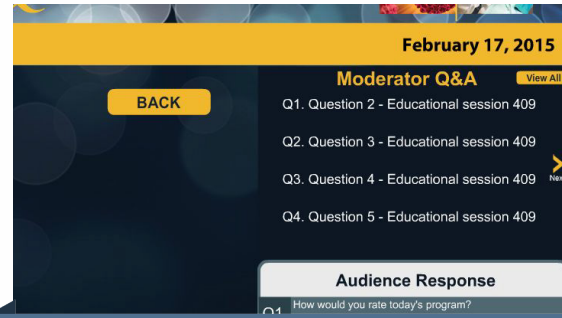 February 17, 2015
Moderator Q&A
View All
BACK
Q1. Question 2 - Educational session 409
Q2. Question 3 - Educational session 409
Q3. Question 4 - Educational session 409
Q4. Question 5 - Educational session 409
Audience Response
Q1 How would you rate today's program?